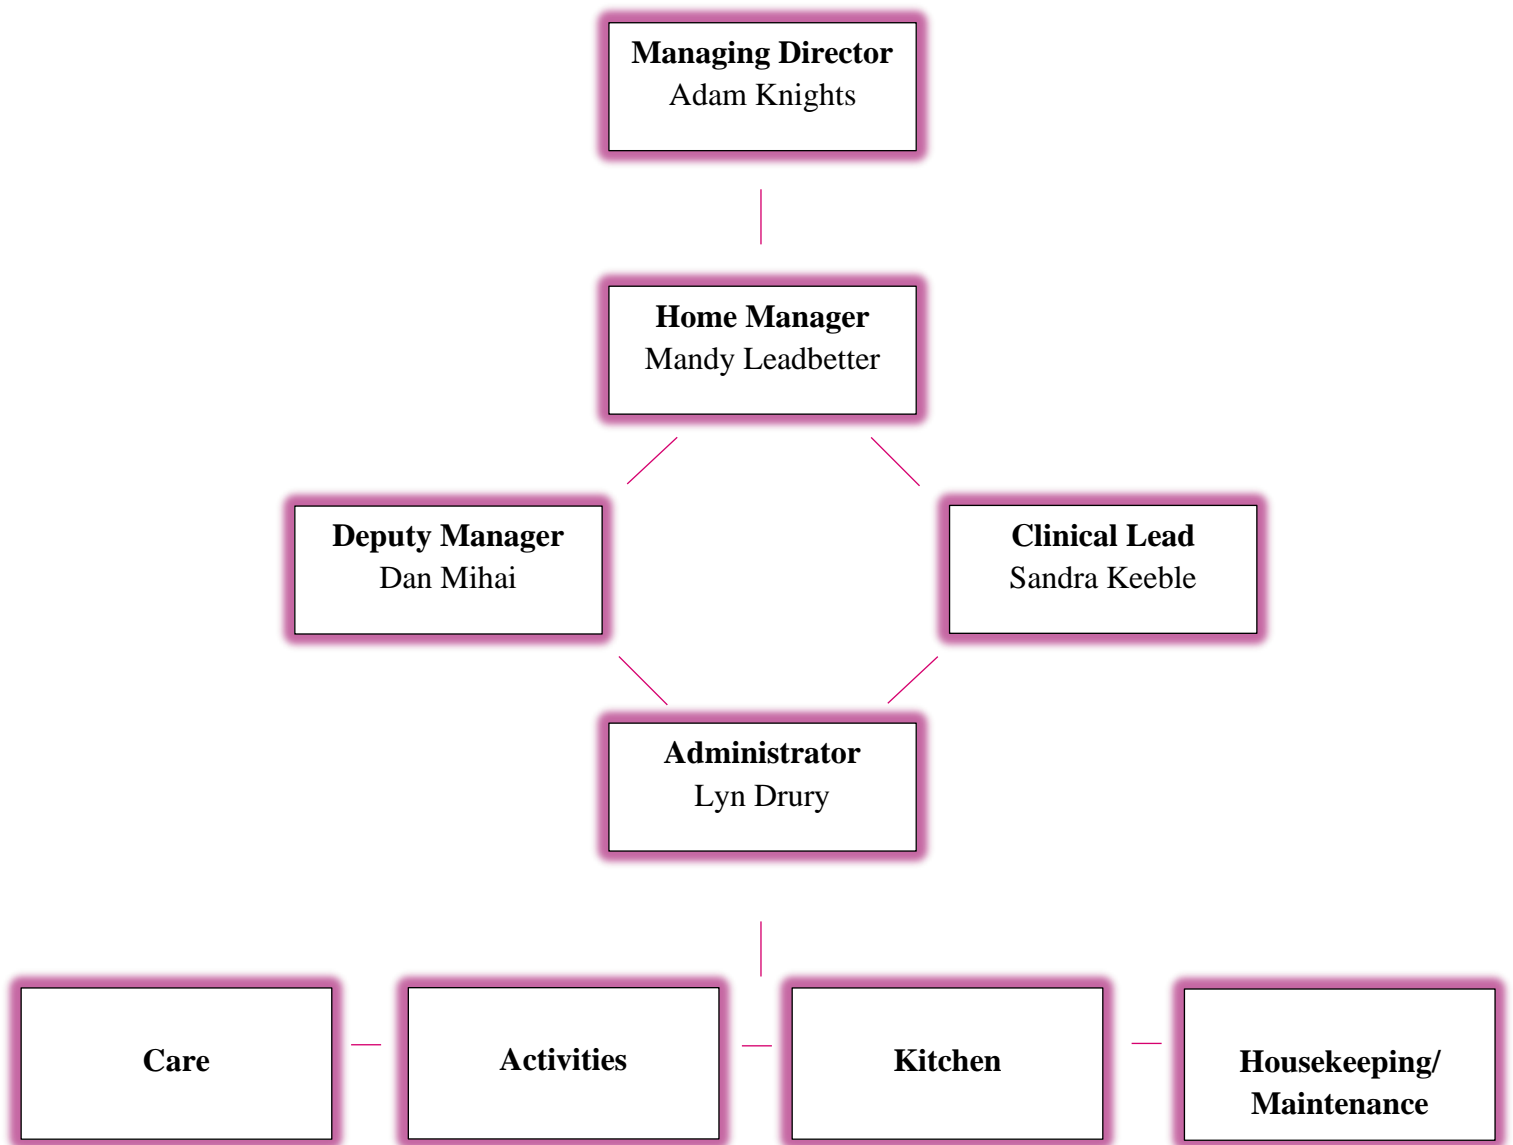 Managing Director
Adam Knights
Home Manager
Mandy Leadbetter
Deputy Manager
Dan Mihai
Clinical Lead
Sandra Keeble
Administrator
Lyn Drury
Care
Activities
Kitchen
Housekeeping/
Maintenance